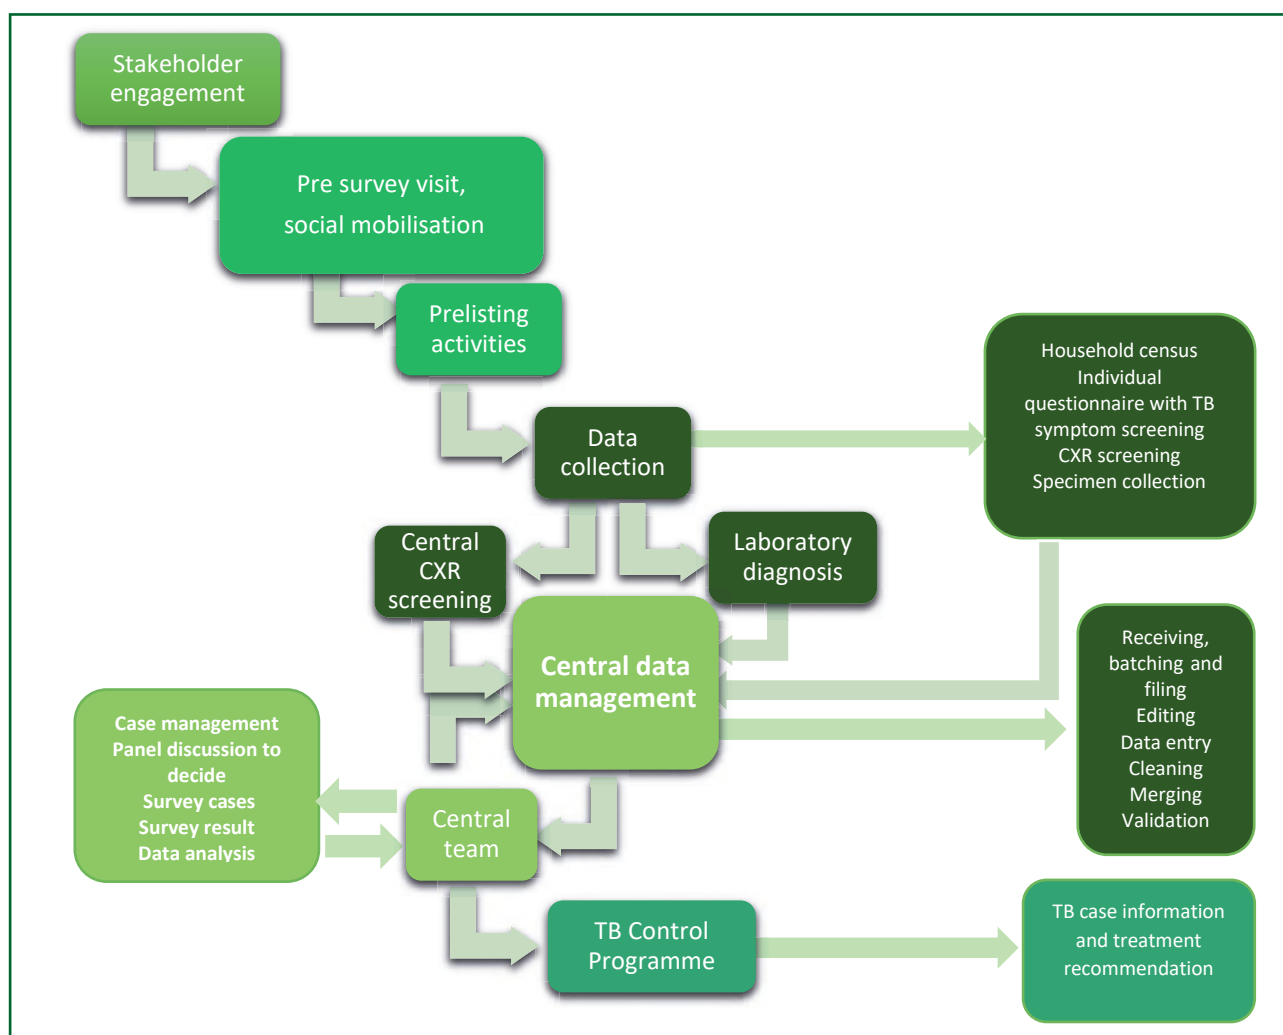 Stakeholder
engagement
Pre survey visit,
social mobilisation
Prelisting
activities
Data
collection
Household census
Individual
questionnaire with TB
symptom screening
CXR screening
Specimen collection
Central
CXR
screening
Laboratory
diagnosis
Central data
management
Receiving,
batching and
filing
Editing
Data entry
Cleaning
Merging
Validation
Case management
Panel discussion to
decide
Survey cases
Survey result
Data analysis
Central
team
TB Control
Programme
TB case information
and treatment
recommendation